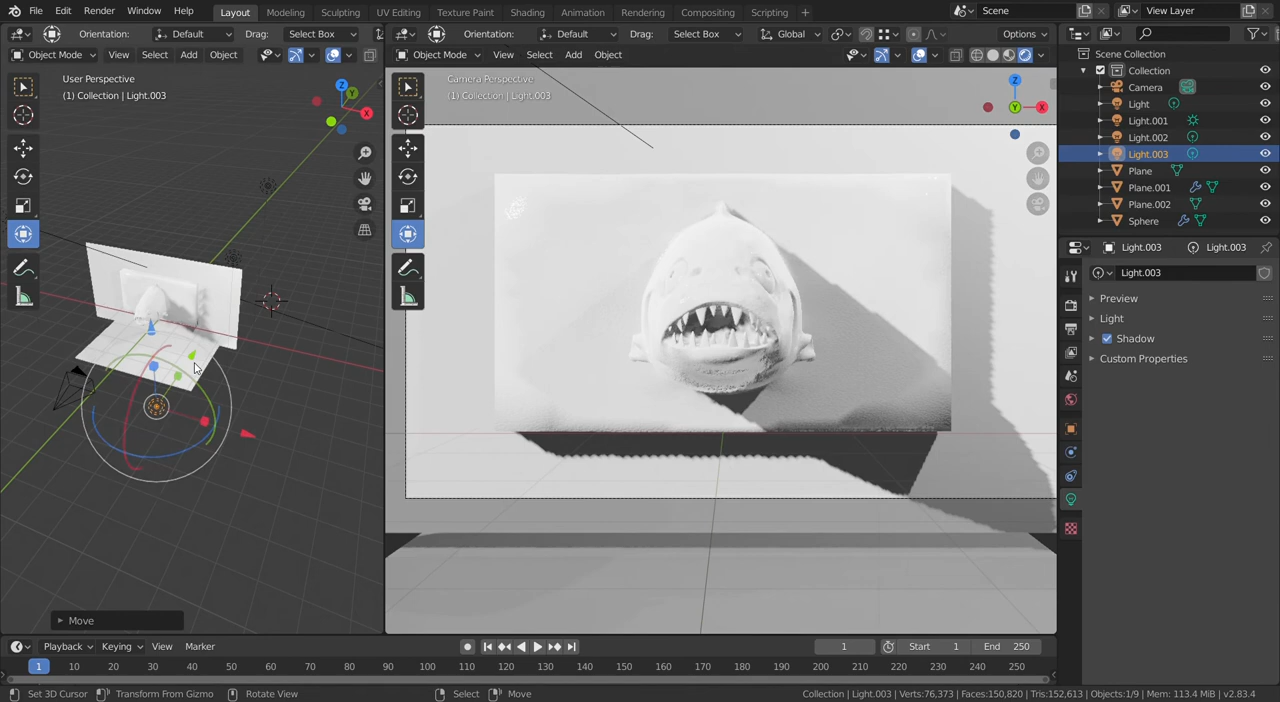 File Edit Render Window Help Layout Modeling Sculpting UV Editing Texture Paint Shading Animation Rendering Compositing Scripting + Scene View Layer
Orientation: Default Drag: Select Box
Orientation: Default Drag: Select Box Global Options
Object Mode View Select Add Object
Object Mode View Select Add Object
User Perspective
(1) Collection | Light.003
Camera Perspective
(1) Collection | Light.003
Z
Y
X
Z
Y
X
Scene Collection
Collection
Camera
Light
Light.001
Light.002
Light.003
Plane
Plane.001
Plane.002
Sphere
Light.003 Light.003
Light.003
Preview
Light
Shadow
Custom Properties
Move
Playback Keying View Marker 1 Start 1 End 250
1 10 20 30 40 50 60 70 80 90 100 110 120 130 140 150 160 170 180 190 200 210 220 230 240 250
Set 3D Cursor Transform From Gizmo Rotate View Select Move Collection | Light.003 | Verts:76,373 | Faces:150,820 | Tris:152,613 | Objects:1/9 | Mem: 113.4 MiB | v2.83.4